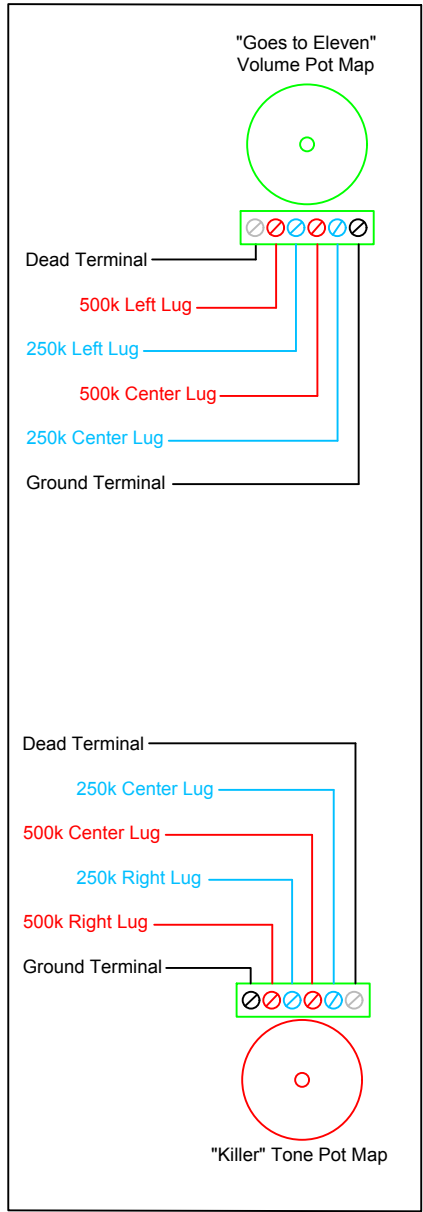 "Goes to Eleven"
Volume Pot Map
Dead Terminal
500k Left Lug
250k Left Lug
500k Center Lug
250k Center Lug
Ground Terminal
Dead Terminal
250k Center Lug
500k Center Lug
250k Right Lug
500k Right Lug
Ground Terminal
"Killer" Tone Pot Map